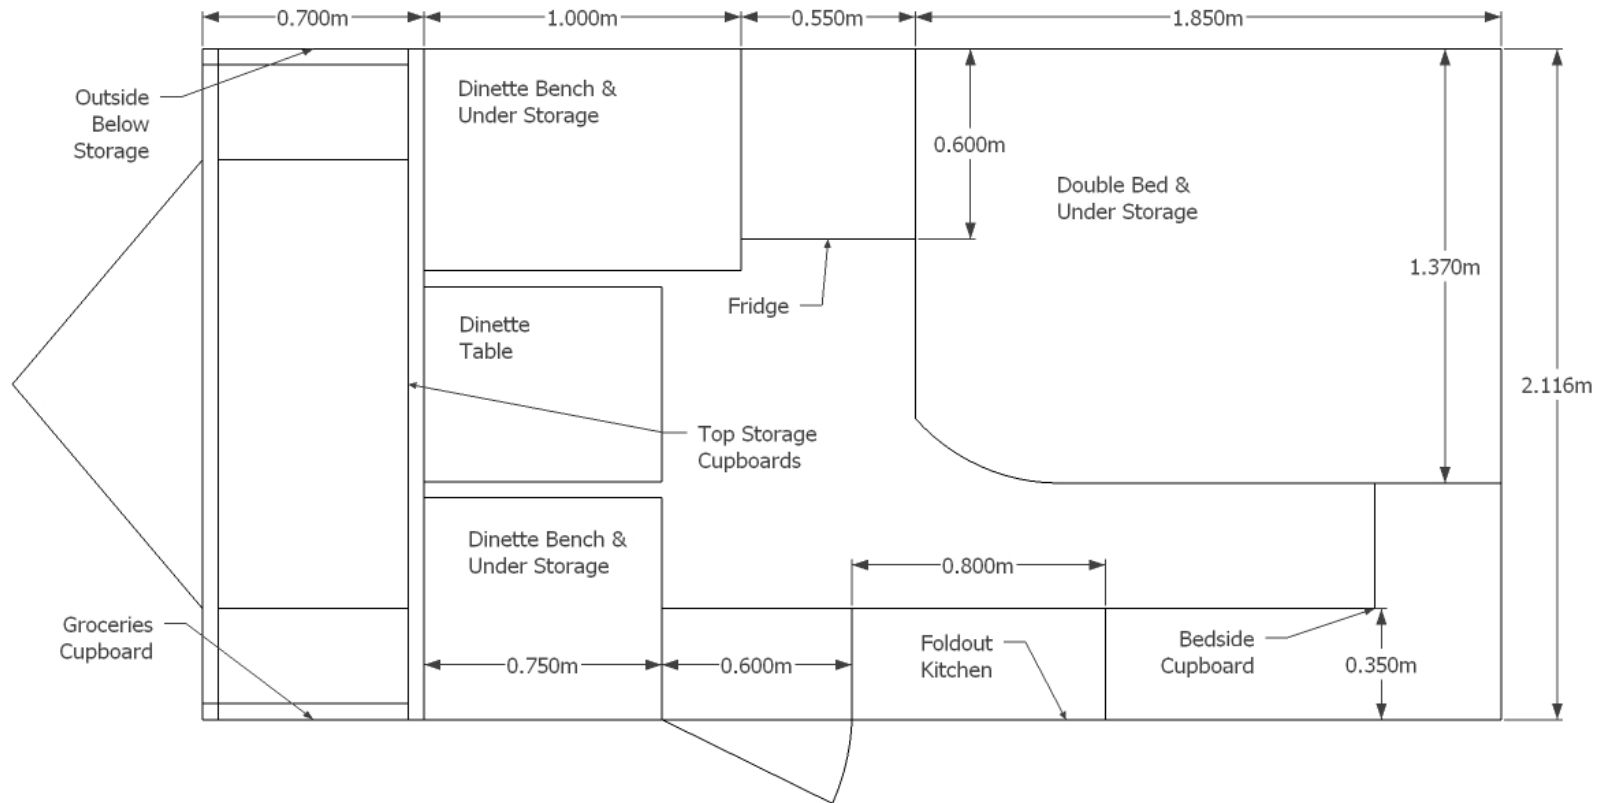 0.700m
1.000m
0.550m
1.850m
Outside
Below
Storage
Dinette Bench &
Under Storage
0.600m
Double Bed &
Under Storage
1.370m
Fridge
Dinette
Table
2.116m
Top Storage
Cupboards
Dinette Bench &
Under Storage
0.800m
Groceries
Cupboard
0.750m
0.600m
Foldout
Kitchen
Bedside
Cupboard
0.350m